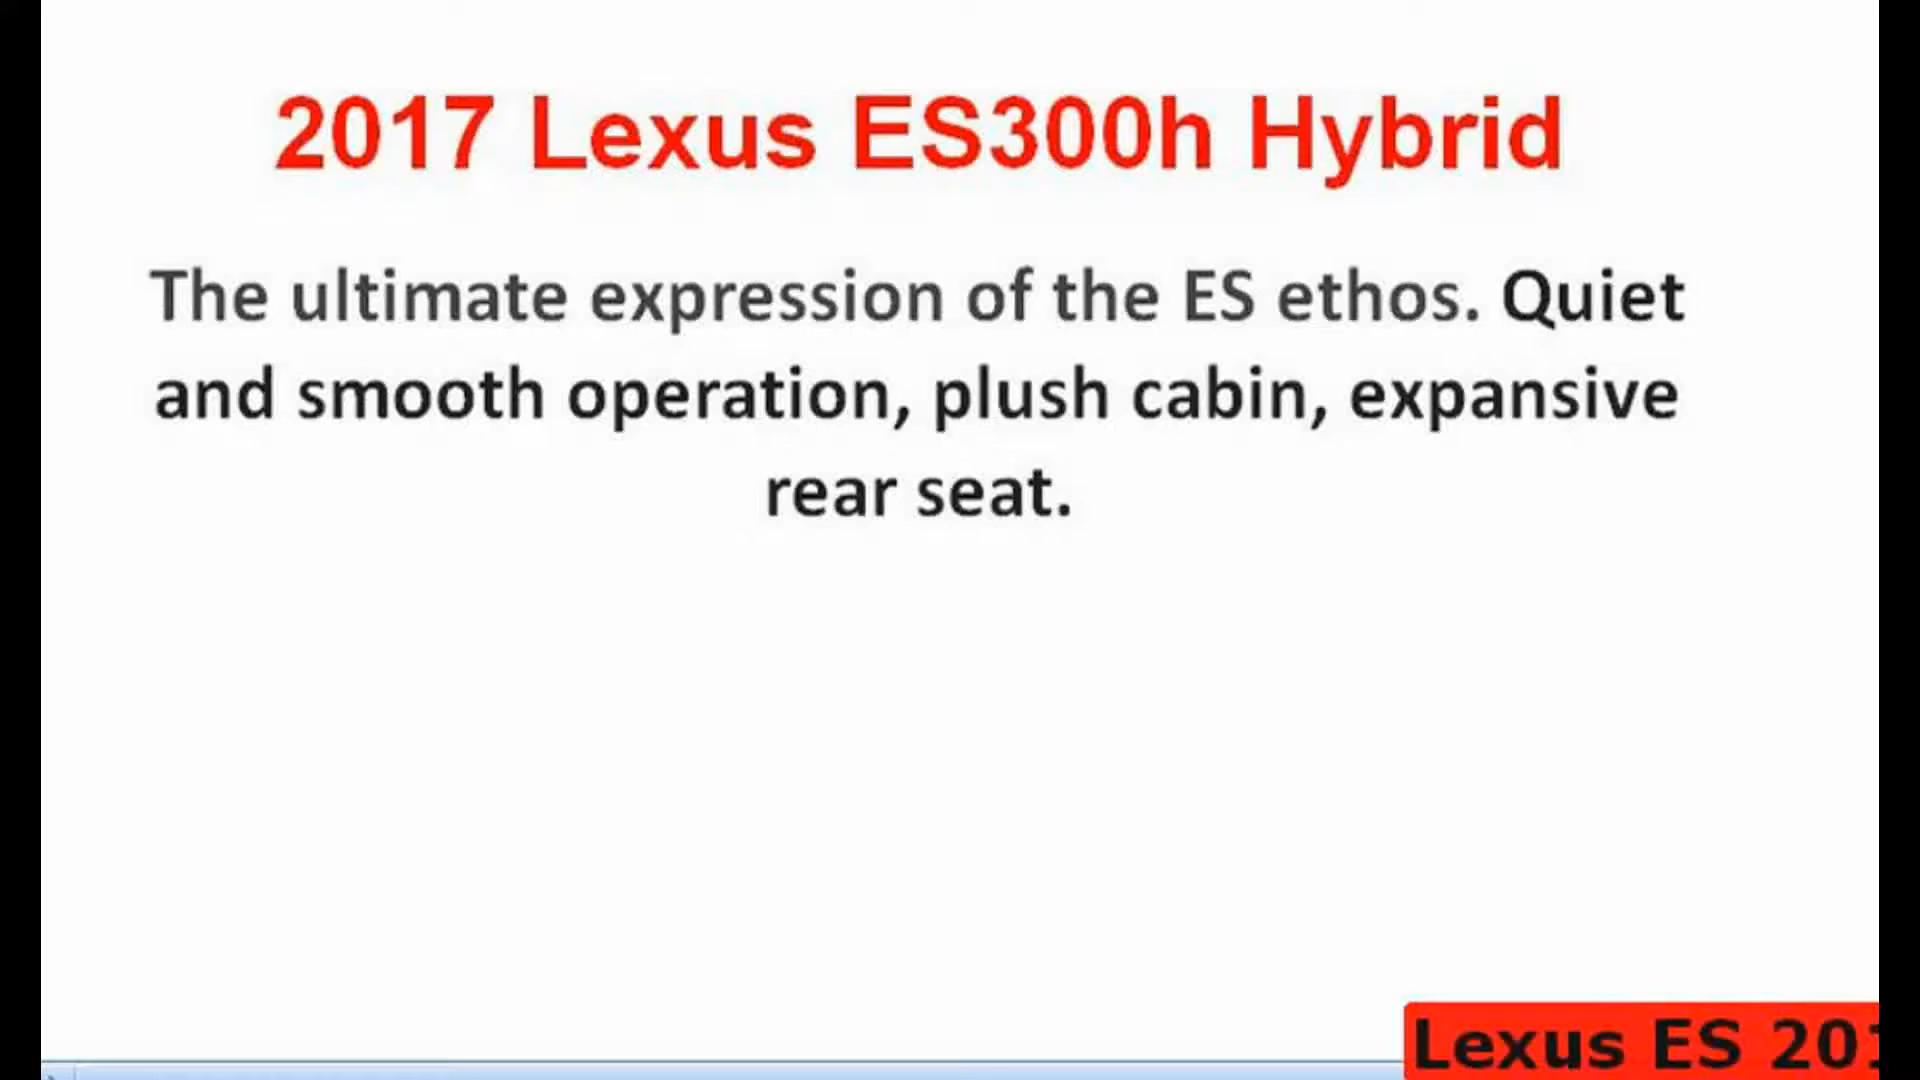 2017 Lexus ES300h Hybrid
The ultimate expression of the ES ethos. Quiet
and smooth operation, plush cabin, expansive
rear seat.
Lexus ES